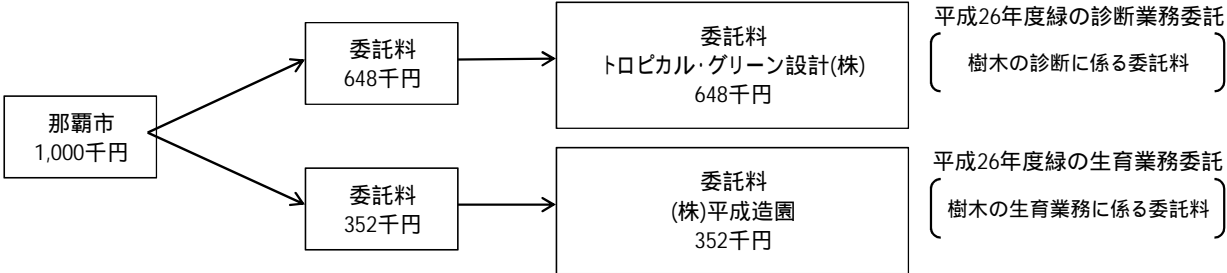 那覇市
1,000千円
委託料
648千円
委託料
トロピカル・グリーン設計(株)
648千円
平成26年度緑の診断業務委託
樹木の診断に係る委託料
委託料
352千円
委託料
(株)平成造園
352千円
平成26年度緑の生育業務委託
樹木の生育業務に係る委託料